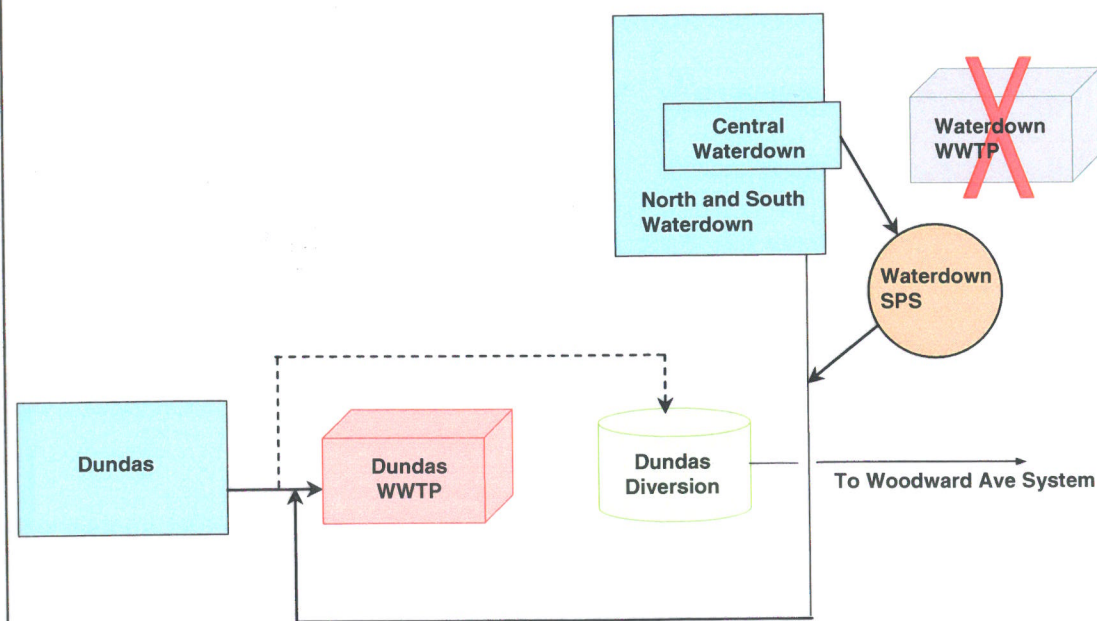 Central
Waterdown
North and South
Waterdown
Waterdown
WWTP
Waterdown
SPS
Dundas
Dundas
WWTP
Dundas
Diversion
To Woodward Ave System